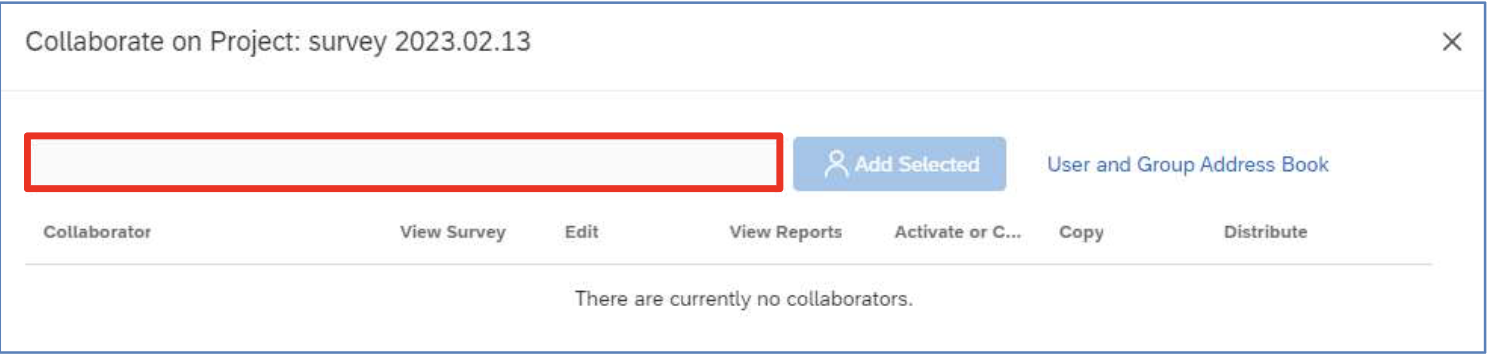 Collaborate on Project: survey 2023.02.13
Add Selected
User and Group Address Book
Collaborator View Survey Edit View Reports Activate or C... Copy Distribute
There are currently no collaborators.